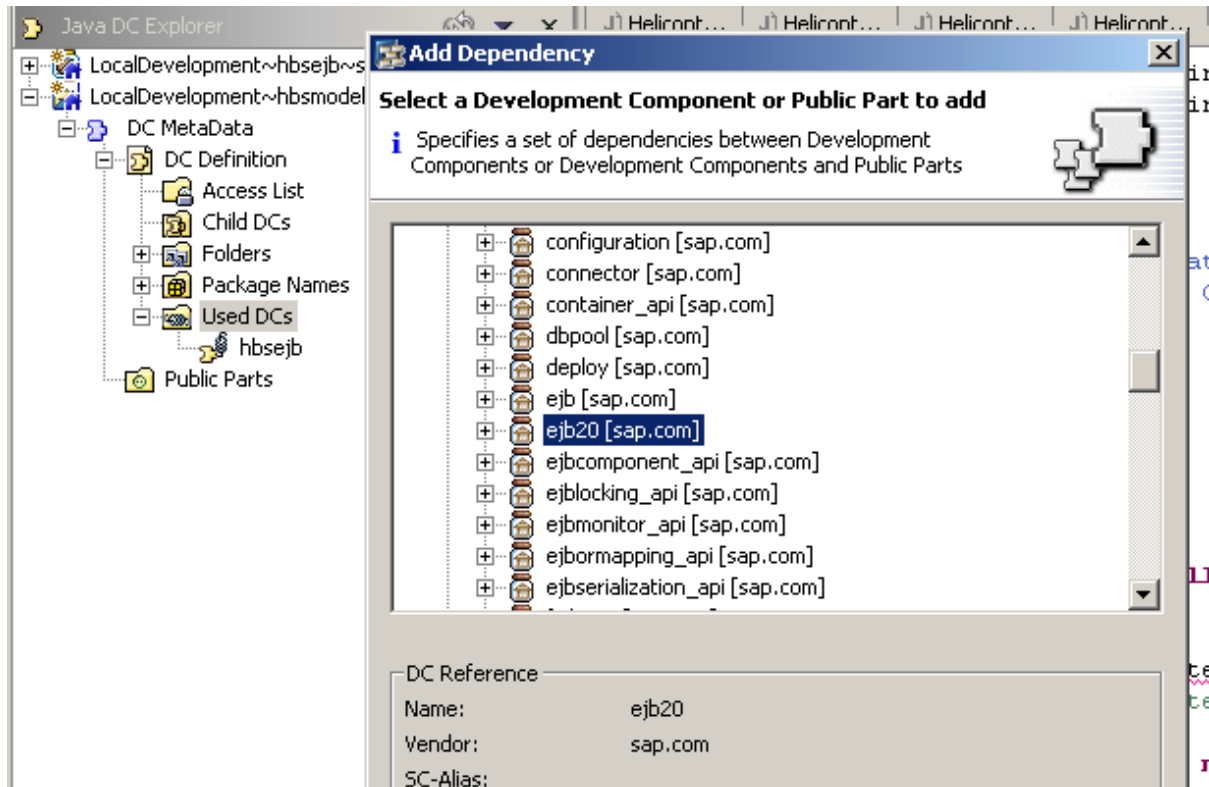 Java DC Explorer
Helicont... Helicont... Helicont... Helicont...
LocalDevelopment~hbsejb~s
LocalDevelopment~hbsmodel
DC MetaData
DC Definition
Access List
Child DCs
Folders
Package Names
Used DCs
hbsejb
Public Parts
Add Dependency
Select a Development Component or Public Part to add
Specifies a set of dependencies between Development
Components or Development Components and Public Parts
configuration [sap.com]
connector [sap.com]
container_api [sap.com]
dbpool [sap.com]
deploy [sap.com]
ejb [sap.com]
ejb20 [sap.com]
ejbcomponent_api [sap.com]
ejblocking_api [sap.com]
ejbmonitor_api [sap.com]
ejbormapping_api [sap.com]
ejbserialization_api [sap.com]
DC Reference
Name: ejb20
Vendor: sap.com
SC-Alias: